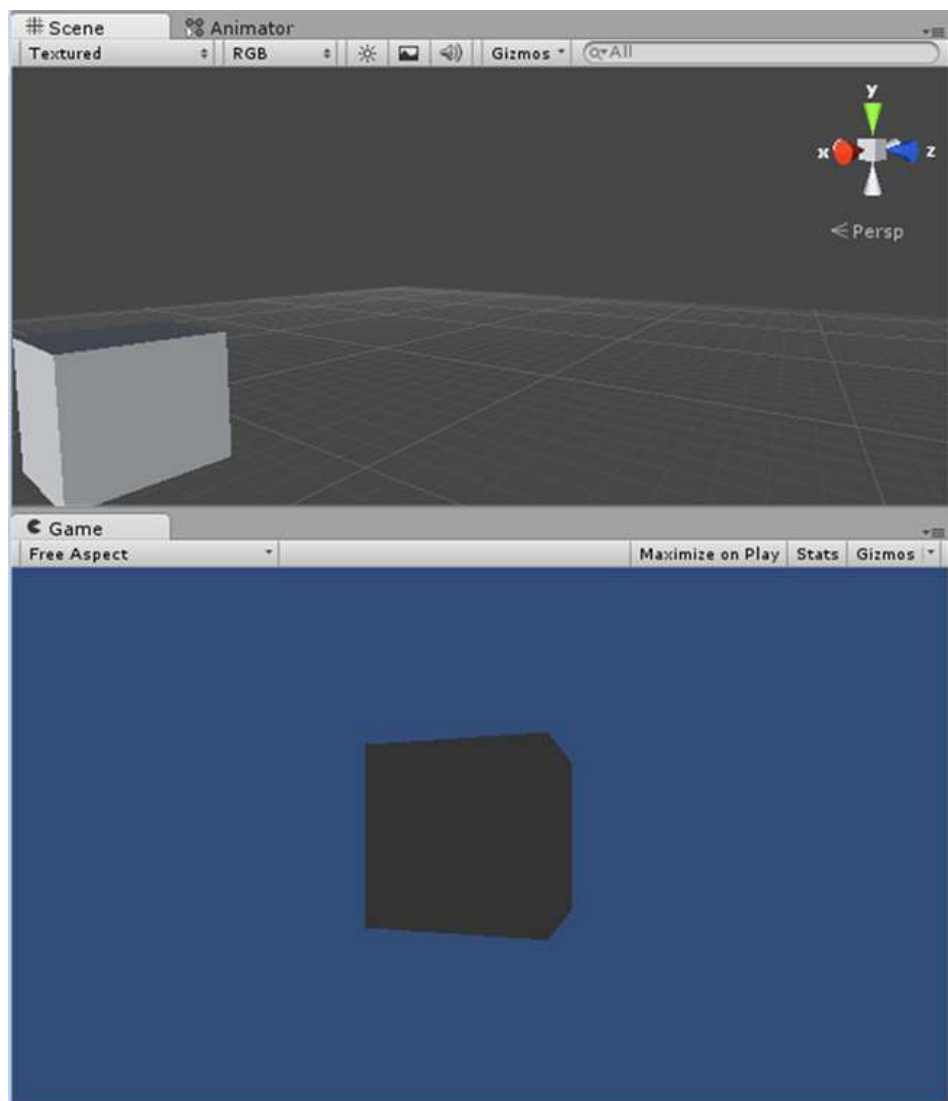 Scene Animator
Textured RGB Gizmos All
y
x z
Persp
Game
Free Aspect Maximize on Play Stats Gizmos